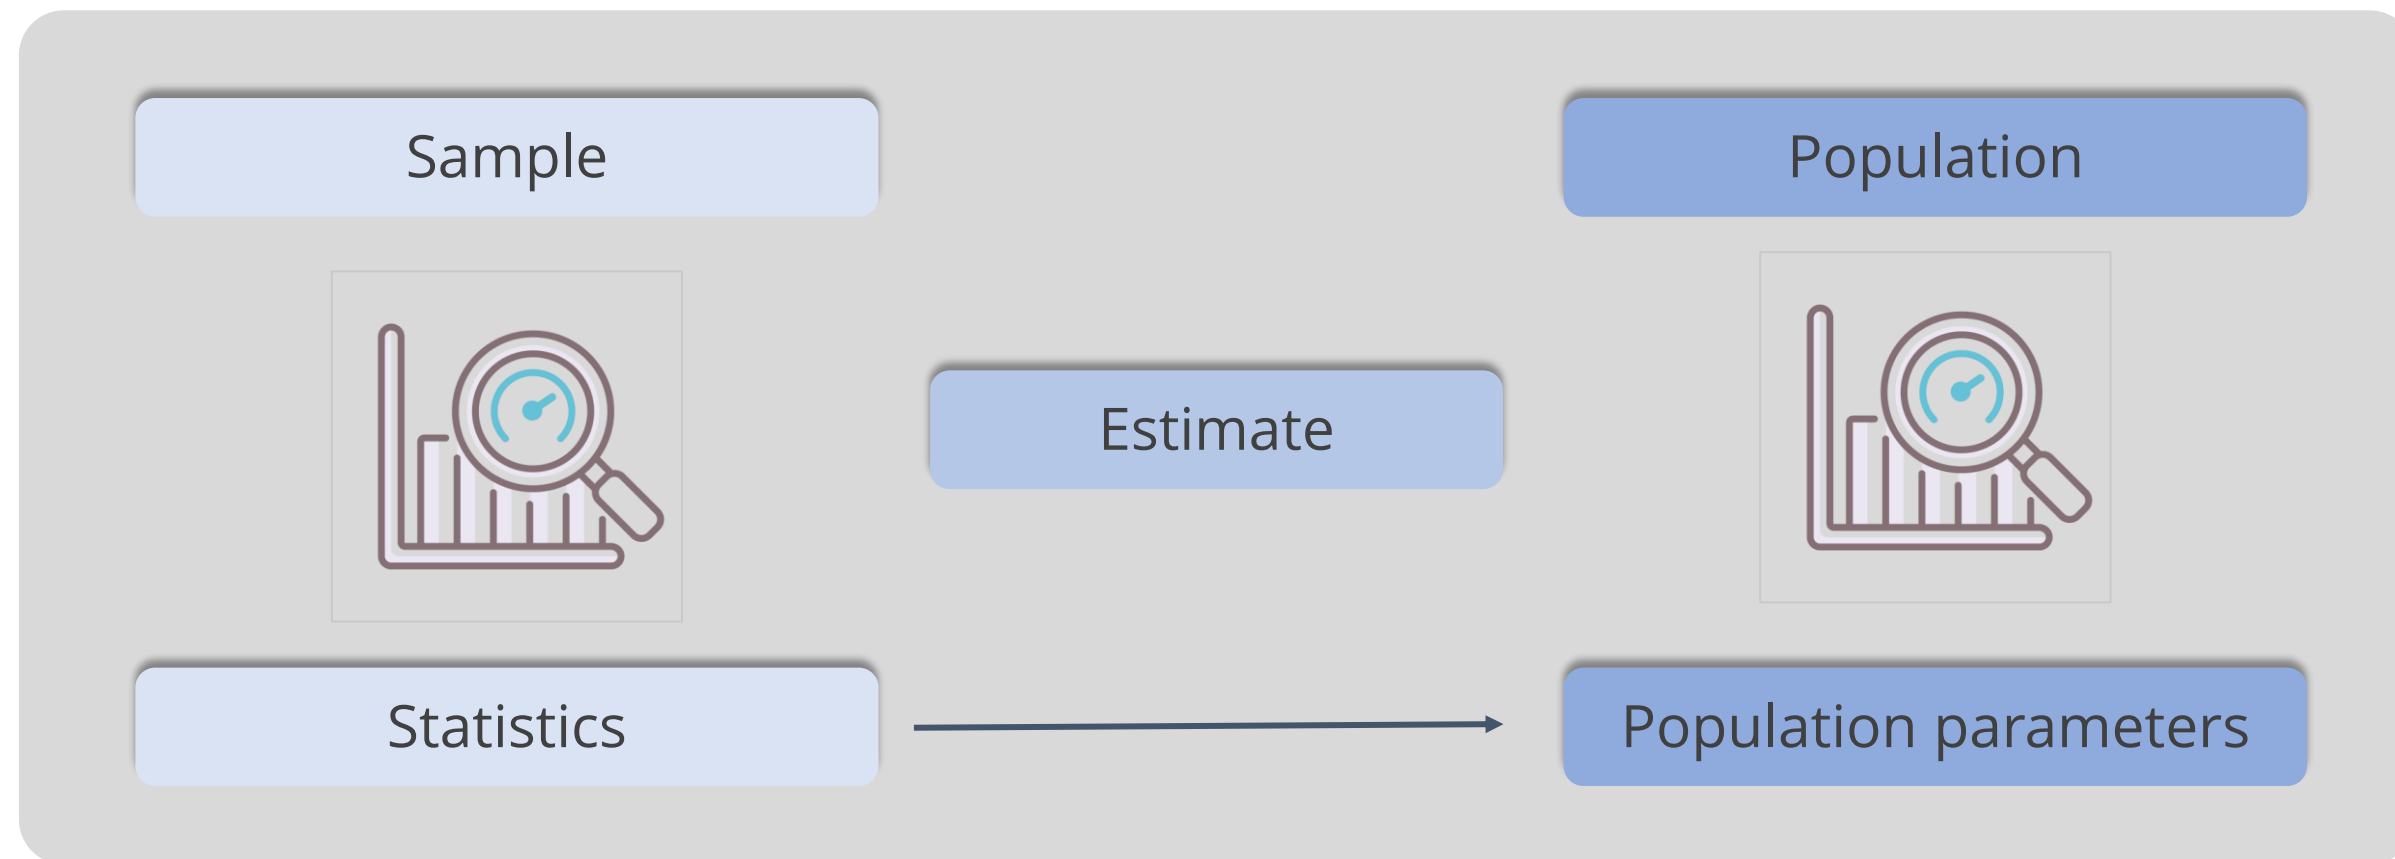 Sample
Population
Estimate
Statistics
Population parameters